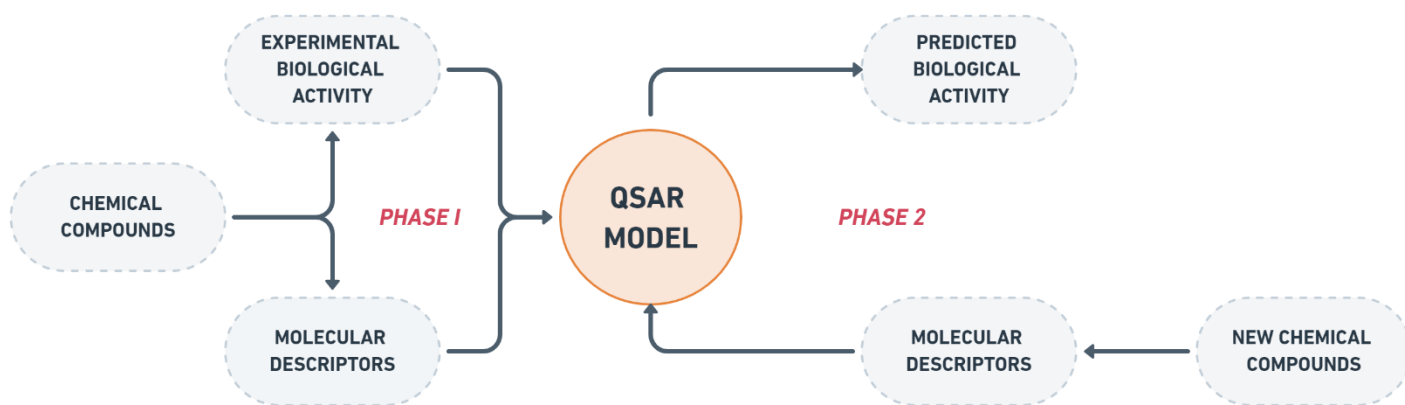 EXPERIMENTAL
BIOLOGICAL
ACTIVITY
PREDICTED
BIOLOGICAL
ACTIVITY
CHEMICAL
COMPOUNDS
PHASE I
QSAR
MODEL
PHASE 2
MOLECULAR
DESCRIPTORS
MOLECULAR
DESCRIPTORS
NEW CHEMICAL
COMPOUNDS